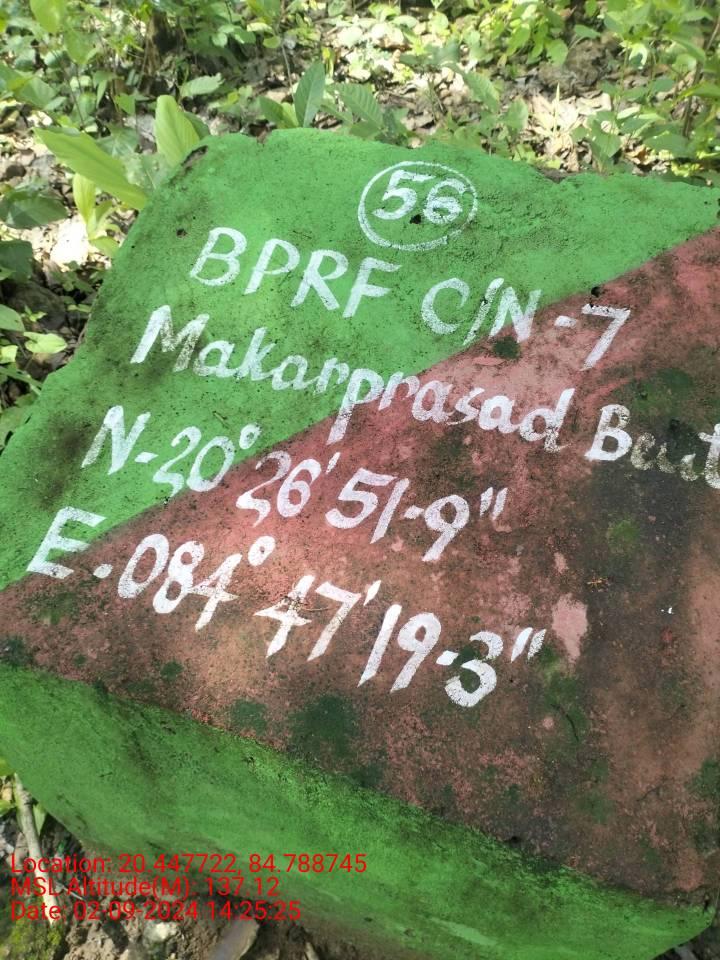 56
BPRF C/N-7
Makarprasad
N-20° 26' 51.9"
E.084° 47' 19.3"
Location: 20.447722, 84.788745
MSL Altitude(M): 137.12
Date: 02-09-2024 14:25:25